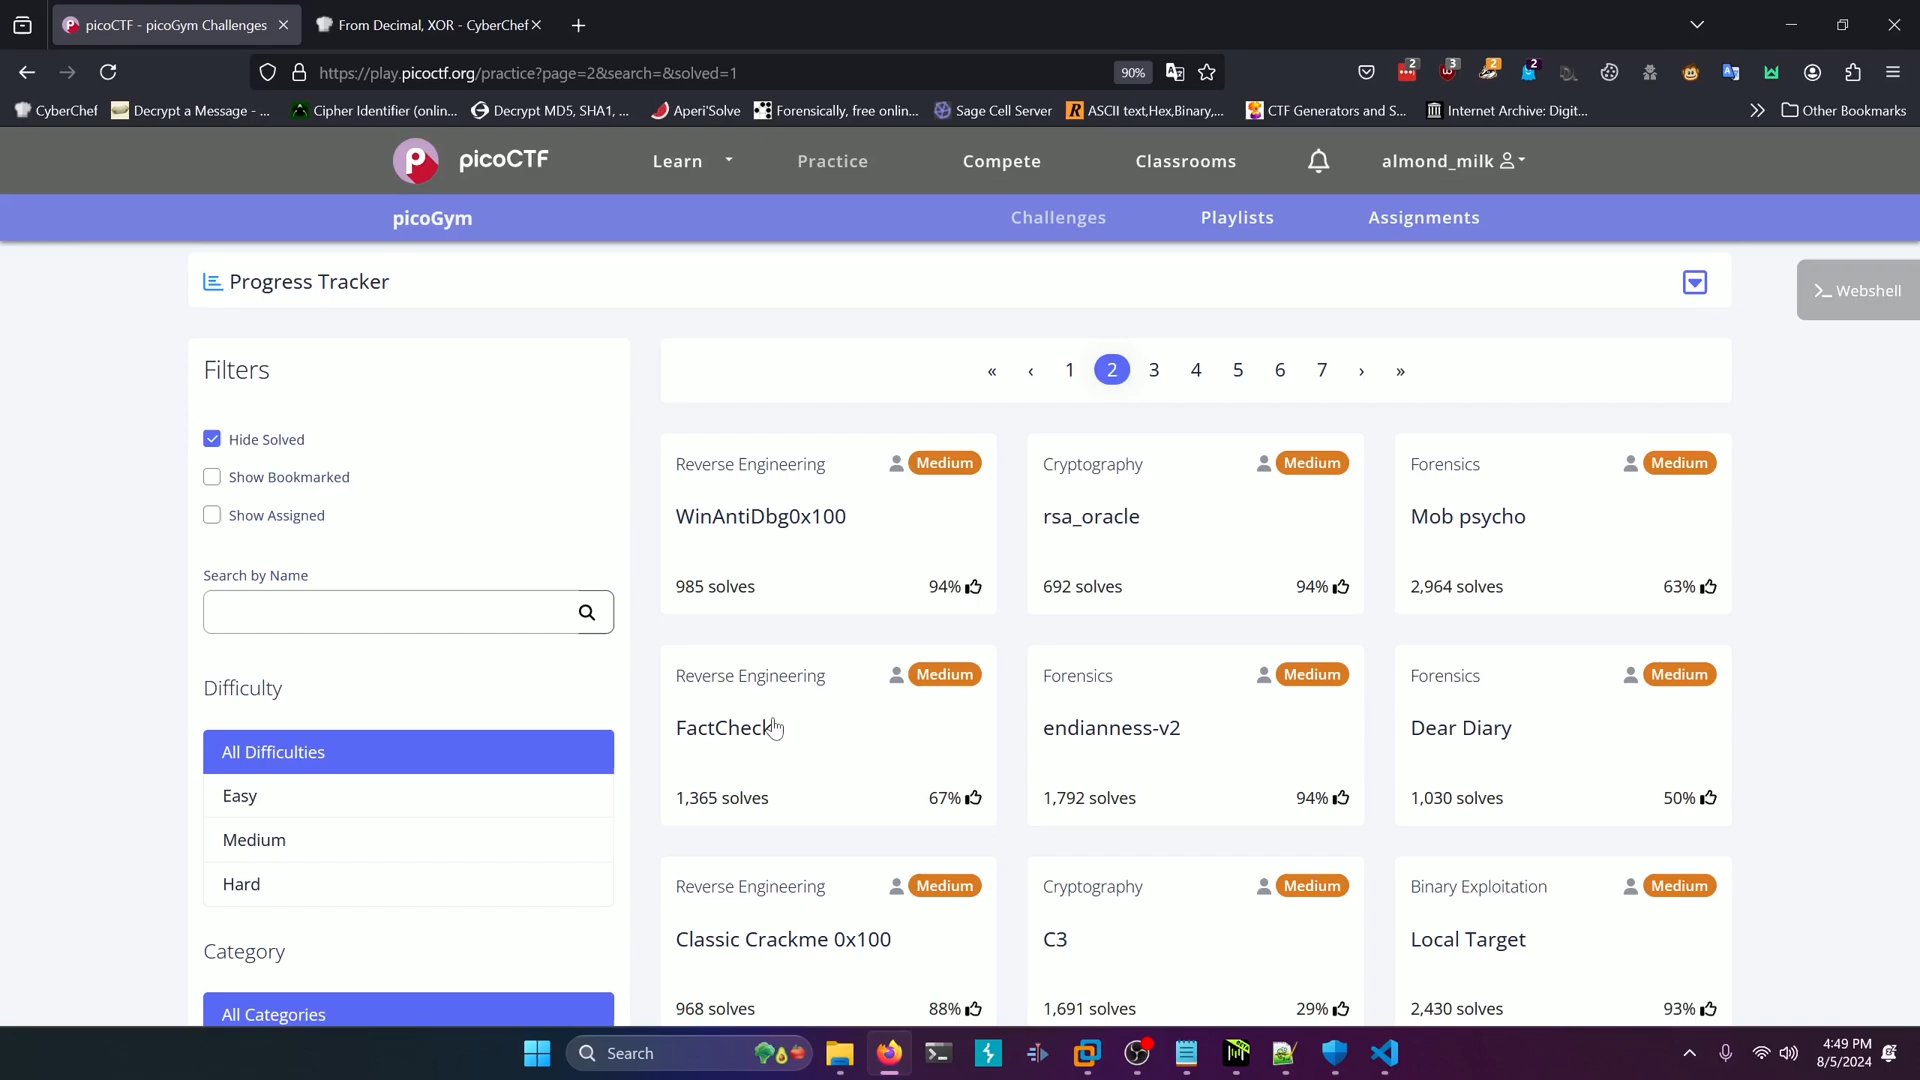 picoCTF - picoGym Challenges
From Decimal, XOR - CyberChef
https://play.picoctf.org/practice?page=2&search=&solved=1
90%
2
3
2
2
CyberChef
Decrypt a Message - ...
Cipher Identifier (onlin...
Decrypt MD5, SHA1, ...
Aperi'Solve
Forensically, free onlin...
Sage Cell Server
ASCII text,Hex,Binary,...
CTF Generators and S...
Internet Archive: Digit...
Other Bookmarks
picoCTF
Learn
Practice
Compete
Classrooms
almond_milk
picoGym
Challenges
Playlists
Assignments
Progress Tracker
Webshell
Filters
« ‹ 1 2 3 4 5 6 7 › »
Hide Solved
Show Bookmarked
Show Assigned
Search by Name
Difficulty
All Difficulties
Easy
Medium
Hard
Category
All Categories
Reverse Engineering
Medium
WinAntiDbg0x100
985 solves
94%
Cryptography
Medium
rsa_oracle
692 solves
94%
Forensics
Medium
Mob psycho
2,964 solves
63%
Reverse Engineering
Medium
FactCheck
1,365 solves
67%
Forensics
Medium
endianness-v2
1,792 solves
94%
Forensics
Medium
Dear Diary
1,030 solves
50%
Reverse Engineering
Medium
Classic Crackme 0x100
968 solves
88%
Cryptography
Medium
C3
1,691 solves
29%
Binary Exploitation
Medium
Local Target
2,430 solves
93%
Search
4:49 PM
8/5/2024